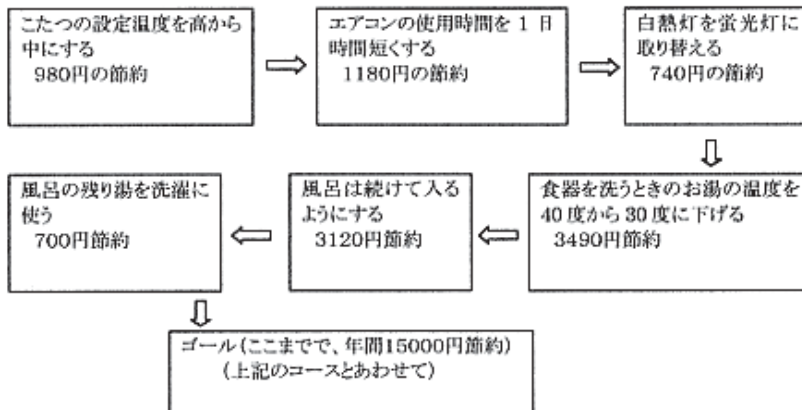 こたつの設定温度を高から
中にする
980円の節約
エアコンの使用時間を1日
時間短くする
1180円の節約
白熱灯を蛍光灯に
取り替える
740円の節約
食器を洗うときのお湯の温度を
40度から30度に下げる
3490円節約
風呂は続けて入る
ようにする
3120円節約
風呂の残り湯を洗濯に
使う
700円節約
ゴール(ここまでで、年間15000円節約)
(上記のコースとあわせて)